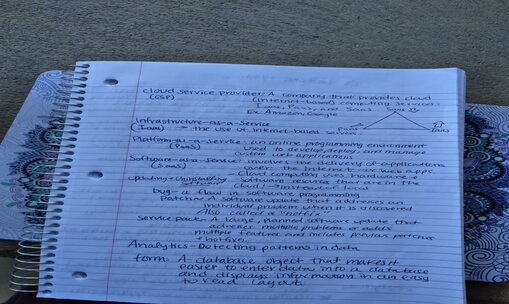 Cloud service provider: A company that provides cloud
(CSP) (internet-based) computing services.
Iaas, Paas, and Saas
Ex: Amazon, Google
Infrastructure-as-a-Service
(Iaas) → the use of Internet-based servers
Paas Iaas
Platform-as-a-Service: an online programming environment
(Paas) used to develop, deploy, and manage
custom web applications
Software-as-a-Service: involves the delivery of applications
(Saas) over the Internet - or web apps
Updating + Uninstalling - Cloud computing uses hardware +
Software Software resources that are in the
cloud, → instead of local
bug - a flaw in software programming
Patch - A software update that addresses an
individual problem when it is discovered
Also called a "hotfix"
Service pack - A large, planned software update that
addresses multiple problems or adds
multiple features and includes previous patches
+ hotfixes
Analytics - Detecting patterns in data
form: A database object that makes it
easier to enter data into a database
and displays information in an easy
to read layout.